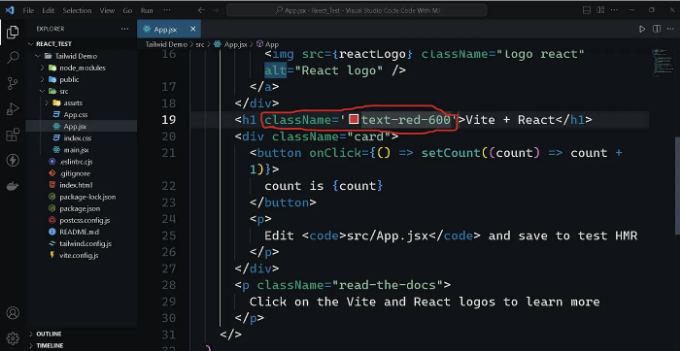 File Edit Selection View Go Run
App.jsx - React_Test - Visual Studio Code Code With MJ
EXPLORER
REACT_TEST
Tailwid Demo
node_modules
public
src
assets
App.css
App.jsx
index.css
main.jsx
.eslintrc.cjs
.gitignore
index.html
package-lock.json
package.json
postcss.config.js
README.md
tailwind.config.js
vite.config.js
OUTLINE
TIMELINE
App.jsx
Tailwid Demo > src > App.jsx > App
<img src={reactLogo} className="logo react"
alt="React logo" />
17 </a>
18 </div>
19 <h1 className='text-red-600'>Vite + React</h1>
20 <div className="card">
21 <button onClick={() => setCount((count) => count +
1)}>
22 count is {count}
23 </button>
24 <p>
25 Edit <code>src/App.jsx</code> and save to test HMR
26 </p>
27 </div>
28 <p className="read-the-docs">
29 Click on the Vite and React logos to learn more
30 </p>
31 </>
32 )